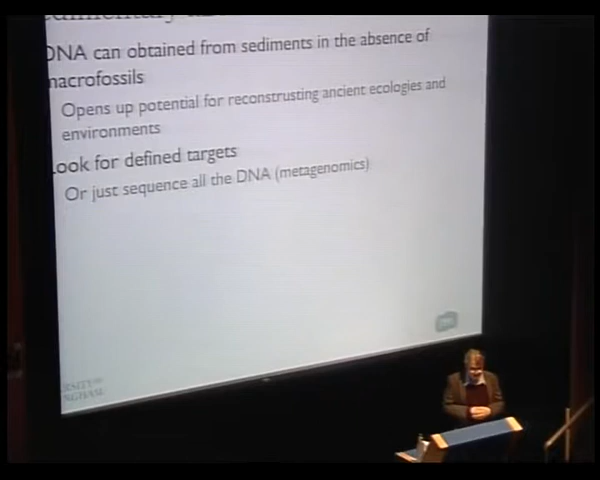 DNA can obtained from sediments in the absence of
macrofossils
Opens up potential for reconstrusting ancient ecologies and
environments
Look for defined targets
Or just sequence all the DNA (metagenomics)